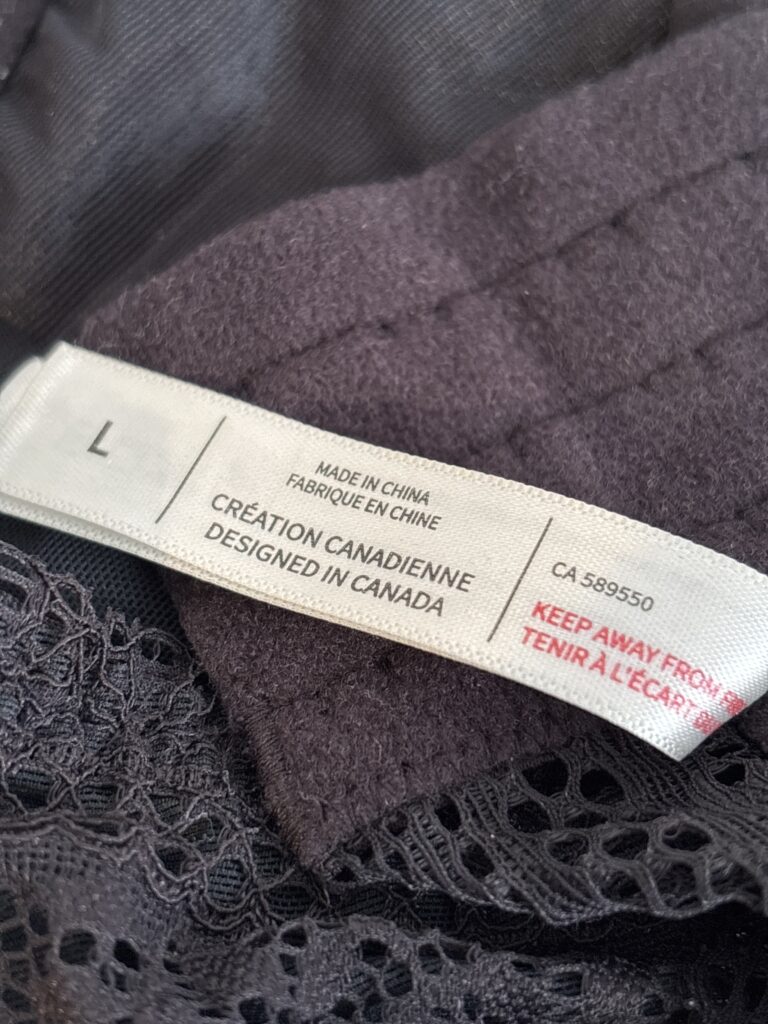 L
MADE IN CHINA
FABRIQUE EN CHINE
CRÉATION CANADIENNE
DESIGNED IN CANADA
CA 589550
KEEP AWAY FROM
TENIR À L'ÉCART